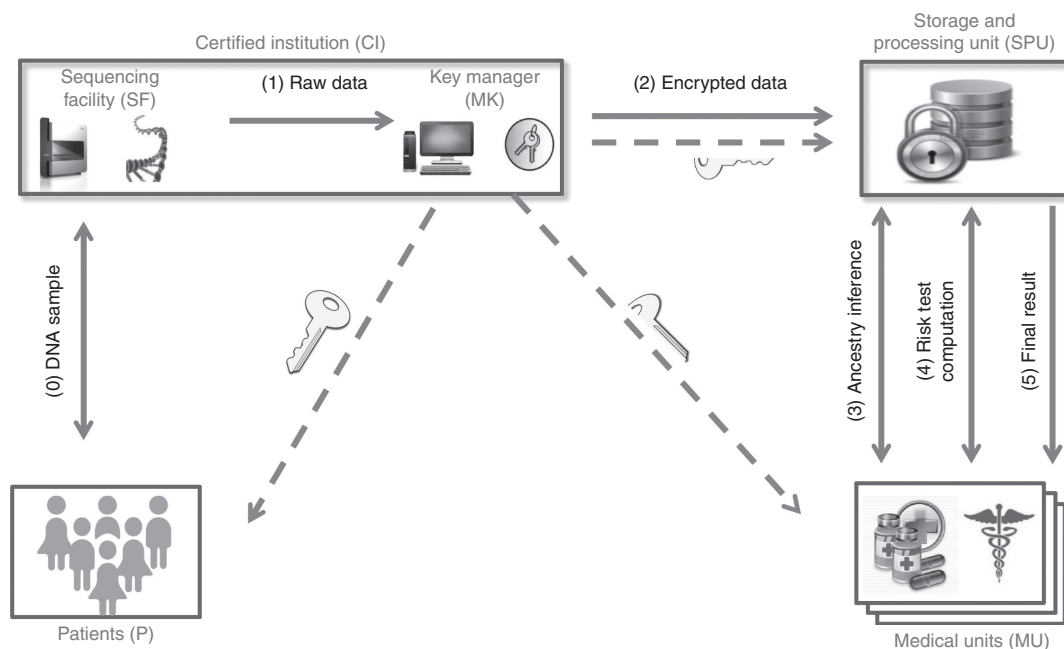 Certified institution (CI)
Storage and
processing unit (SPU)
Sequencing
facility (SF)
(1) Raw data
Key manager
(MK)
(2) Encrypted data
(0) DNA sample
(3) Ancestry inference
(4) Risk test
computation
(5) Final result
Patients (P)
Medical units (MU)